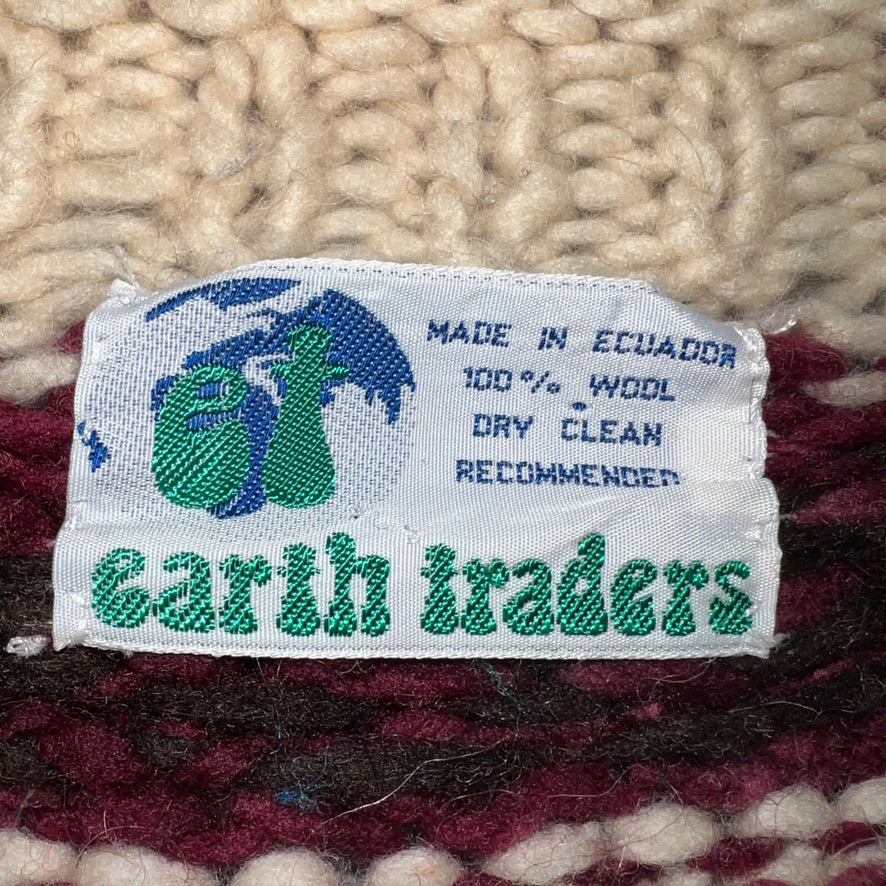 et
MADE IN ECUADOR
100% WOOL
DRY CLEAN
RECOMMENDED
earth traders